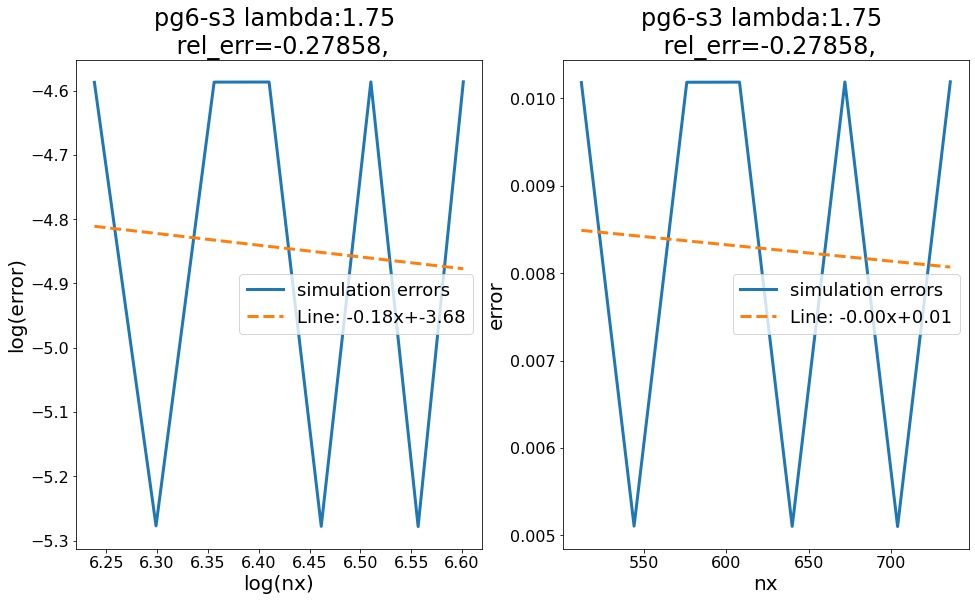 pg6-s3 lambda:1.75
rel_err=-0.27858,
log(error)
−4.6
−4.7
−4.8
−4.9
−5.0
−5.1
−5.2
−5.3
simulation errors
Line: -0.18x+-3.68
6.25 6.30 6.35 6.40 6.45 6.50 6.55 6.60
log(nx)
pg6-s3 lambda:1.75
rel_err=-0.27858,
error
0.010
0.009
0.008
0.007
0.006
0.005
simulation errors
Line: -0.00x+0.01
550 600 650 700
nx